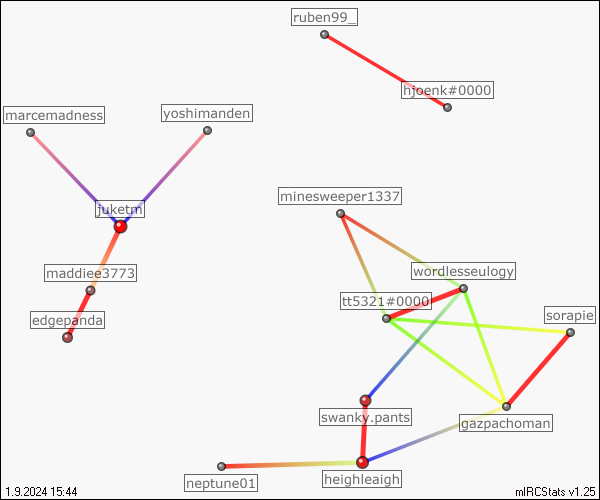 ruben99_
hjoenk#0000
marcemadness
yoshimanden
minesweeper1337
juketm
maddiee3773
wordlesseulogy
tt5321#0000
edgepanda
sorapie
swanky.pants
gazpachoman
neptune01
heighleaigh
1.9.2024 15:44
mIRCStats v1.25